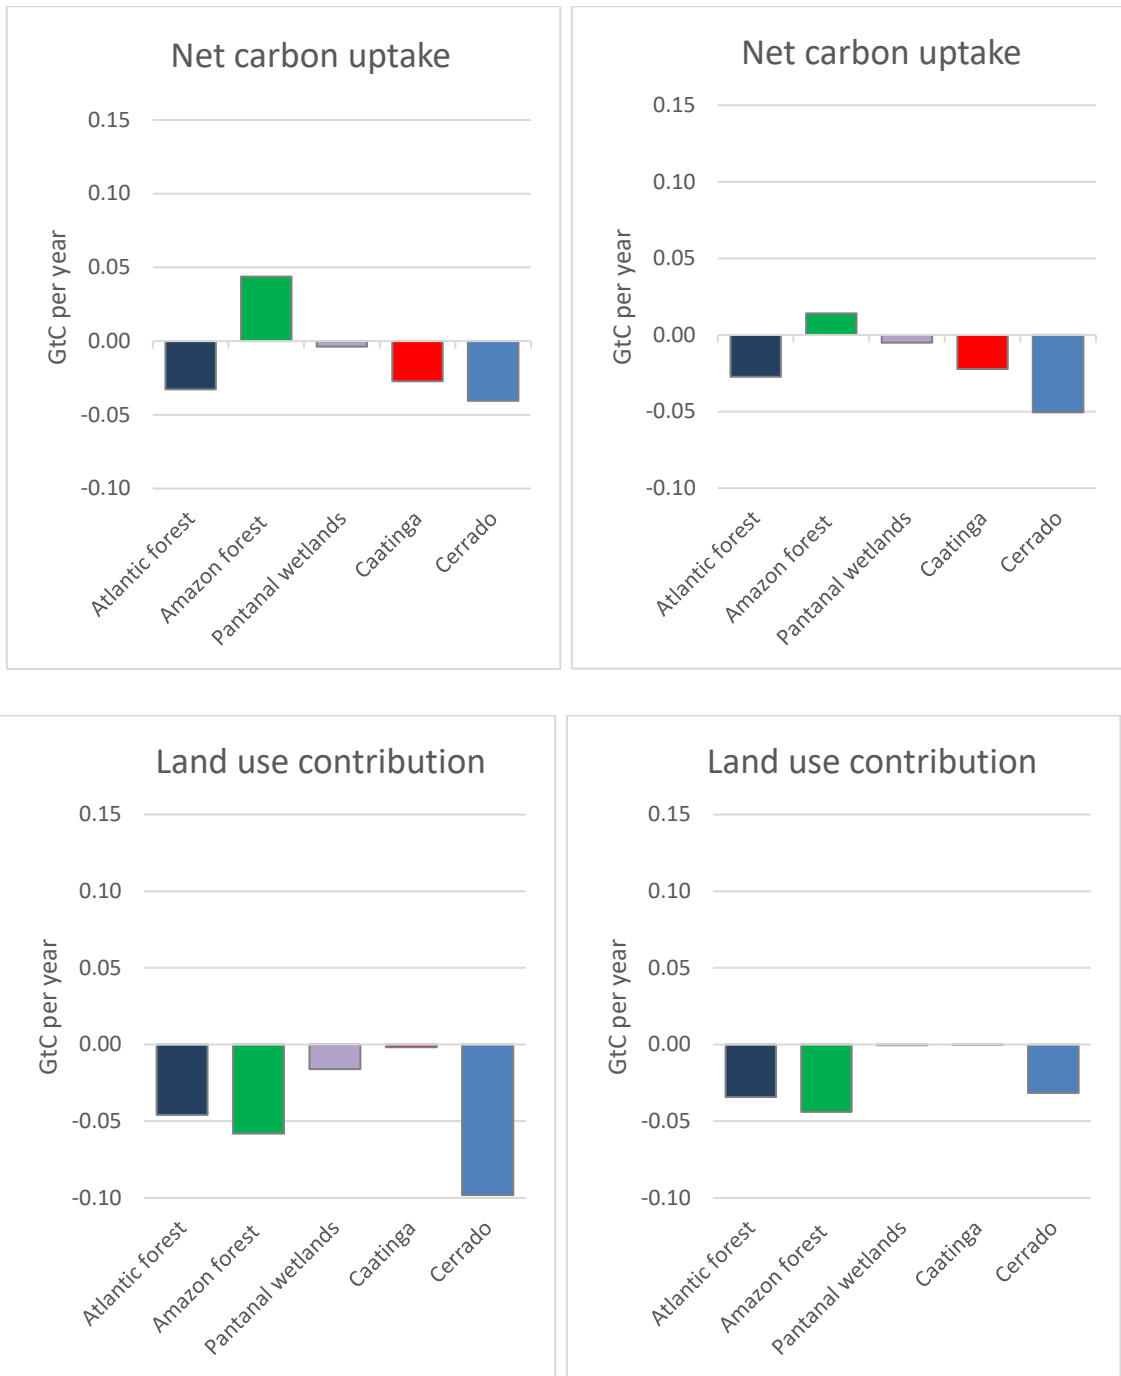 Net carbon uptake
GtC per year
0.15
0.10
0.05
0.00
-0.05
-0.10
Atlantic forest
Amazon forest
Pantanal wetlands
Caatinga
Cerrado
Net carbon uptake
GtC per year
0.15
0.10
0.05
0.00
-0.05
-0.10
Atlantic forest
Amazon forest
Pantanal wetlands
Caatinga
Cerrado
Land use contribution
GtC per year
0.15
0.10
0.05
0.00
-0.05
-0.10
Atlantic forest
Amazon forest
Pantanal wetlands
Caatinga
Cerrado
Land use contribution
GtC per year
0.15
0.10
0.05
0.00
-0.05
-0.10
Atlantic forest
Amazon forest
Pantanal wetlands
Caatinga
Cerrado